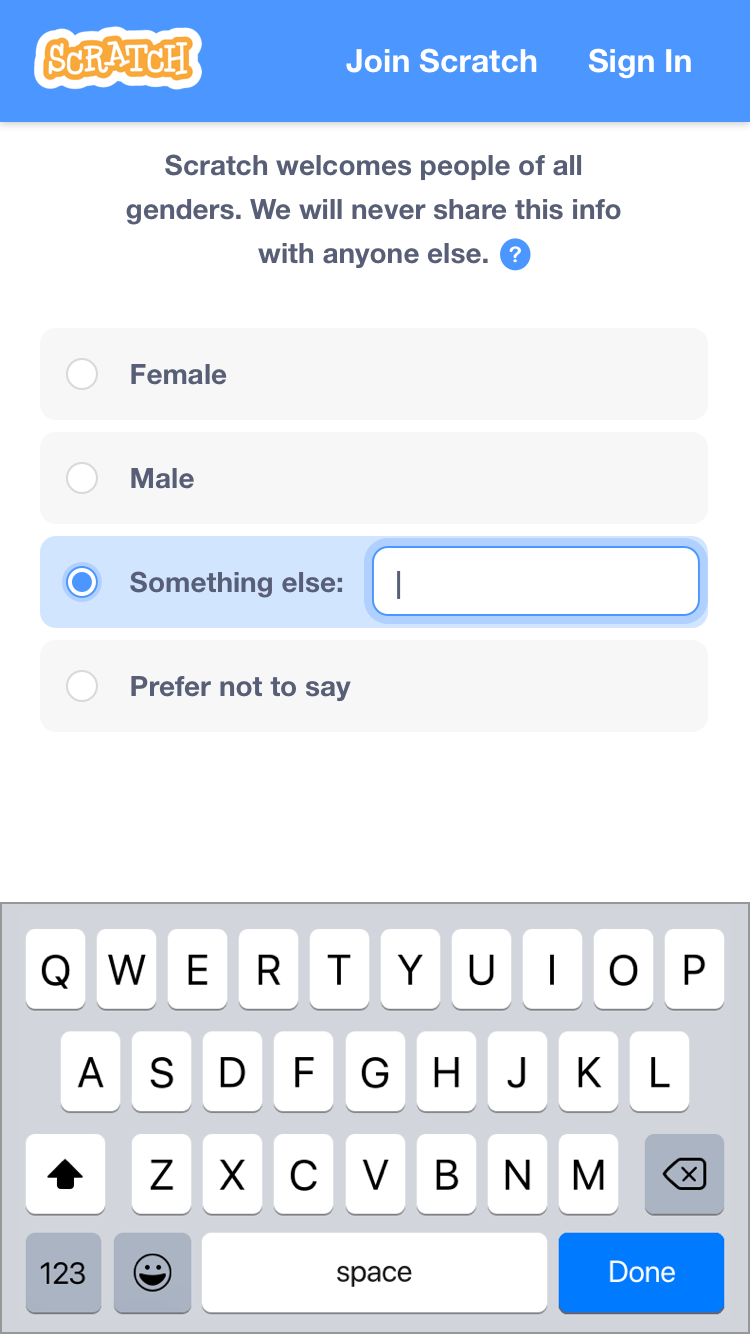 SCRATCH
Join Scratch
Sign In
Scratch welcomes people of all
genders. We will never share this info
with anyone else. ?
Female
Male
Something else:
Prefer not to say
Q W E R T Y U I O P
A S D F G H J K L
Z X C V B N M
123 space Done